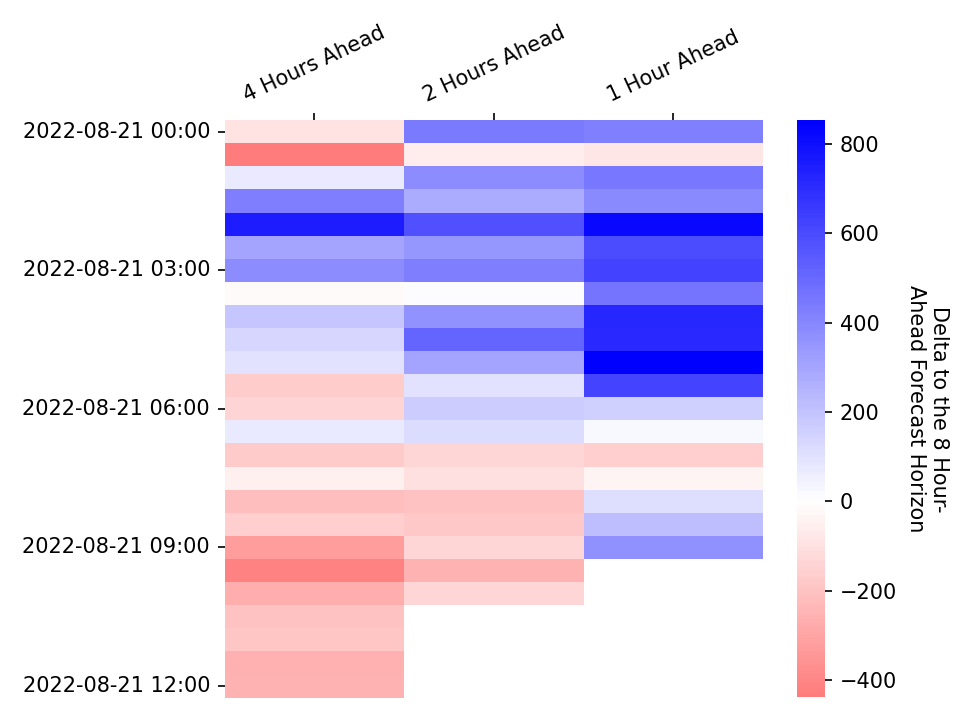 4 Hours Ahead
2 Hours Ahead
1 Hour Ahead
2022-08-21 00:00
2022-08-21 03:00
2022-08-21 06:00
2022-08-21 09:00
2022-08-21 12:00
800
600
400
200
0
−200
−400
Delta to the 8 Hour-
Ahead Forecast Horizon